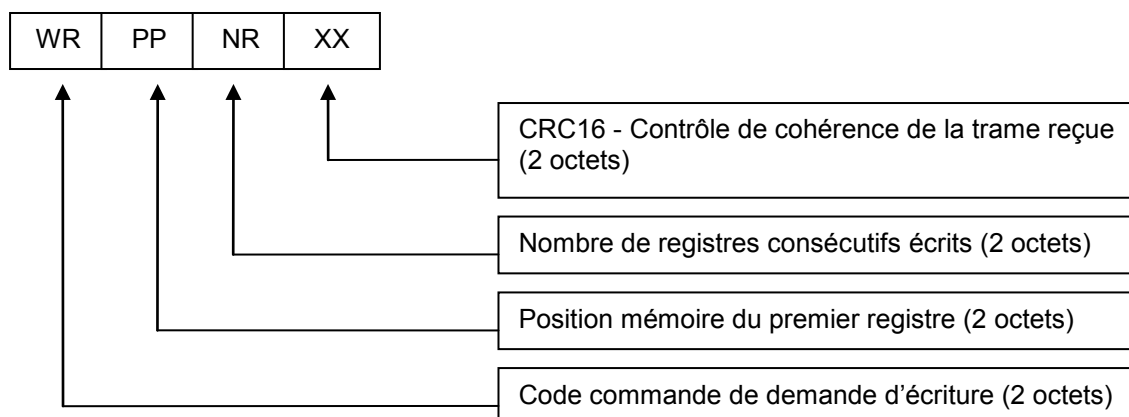 WR PP NR XX
CRC16 - Contrôle de cohérence de la trame reçue
(2 octets)
Nombre de registres consécutifs écrits (2 octets)
Position mémoire du premier registre (2 octets)
Code commande de demande d’écriture (2 octets)